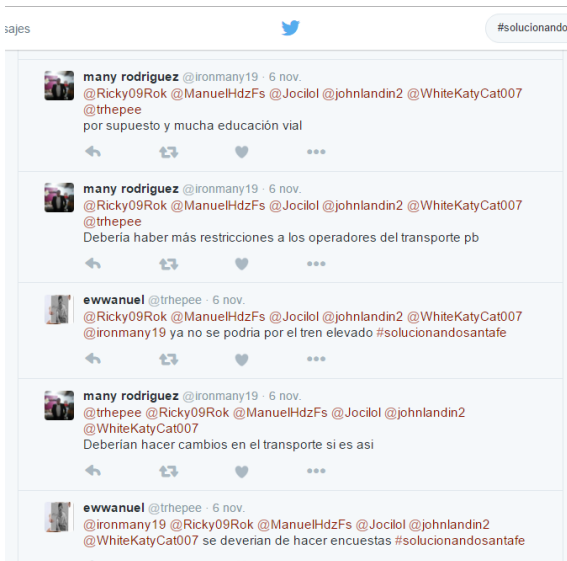 sajes
#solucionando
many rodriguez @ironmany19 · 6 nov.
@Ricky09Rok @ManuelHdzFs @Jocilol @johnlandin2 @WhiteKatyCat007
@trhepee
por supuesto y mucha educación vial
many rodriguez @ironmany19 · 6 nov.
@Ricky09Rok @ManuelHdzFs @Jocilol @johnlandin2 @WhiteKatyCat007
@trhepee
Debería haber más restricciones a los operadores del transporte pb
ewwanuel @trhepee · 6 nov.
@Ricky09Rok @ManuelHdzFs @Jocilol @johnlandin2 @WhiteKatyCat007
@ironmany19 ya no se podria por el tren elevado #solucionandosantafe
many rodriguez @ironmany19 · 6 nov.
@trhepee @Ricky09Rok @ManuelHdzFs @Jocilol @johnlandin2
@WhiteKatyCat007
Deberían hacer cambios en el transporte si es asi
ewwanuel @trhepee · 6 nov.
@ironmany19 @Ricky09Rok @ManuelHdzFs @Jocilol @johnlandin2
@WhiteKatyCat007 se deverian de hacer encuestas #solucionandosantafe